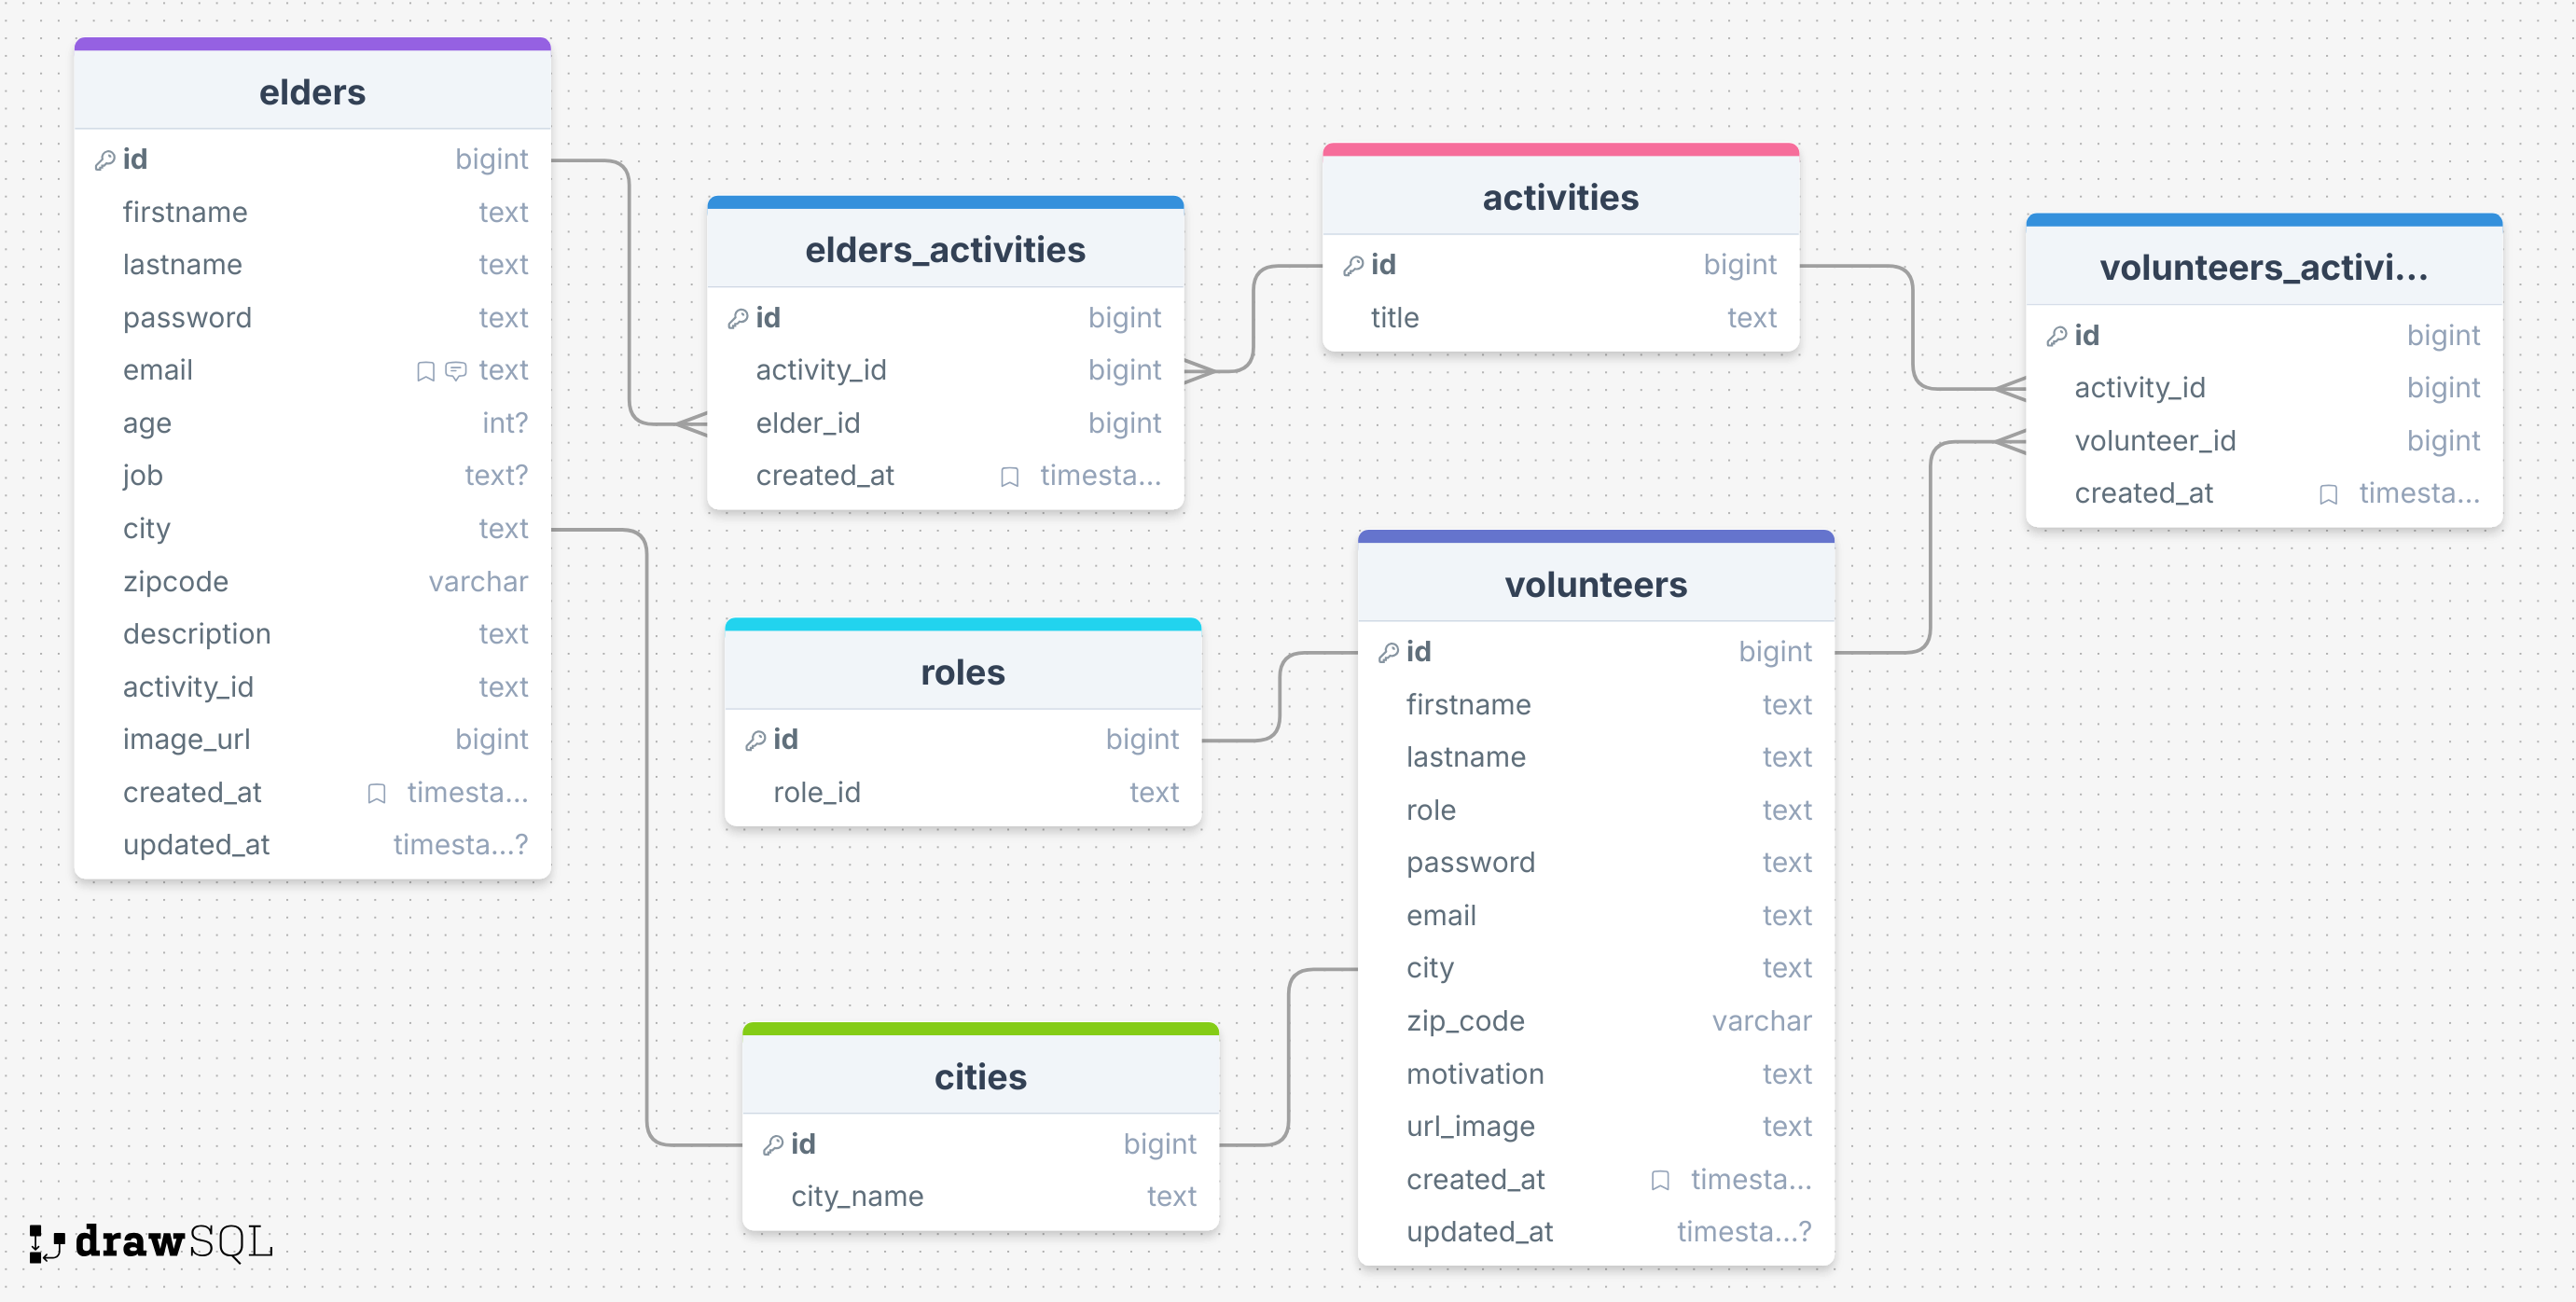 elders
id bigint
firstname text
lastname text
password text
email text
age int?
job text?
city text
zipcode varchar
description text
activity_id text
image_url bigint
created_at timesta...
updated_at timesta...?
elders_activities
id bigint
activity_id bigint
elder_id bigint
created_at timesta...
activities
id bigint
title text
volunteers_activi...
id bigint
activity_id bigint
volunteer_id bigint
created_at timesta...
roles
id bigint
role_id text
volunteers
id bigint
firstname text
lastname text
role text
password text
email text
city text
zip_code varchar
motivation text
url_image text
created_at timesta...
updated_at timesta...?
cities
id bigint
city_name text
drawSQL